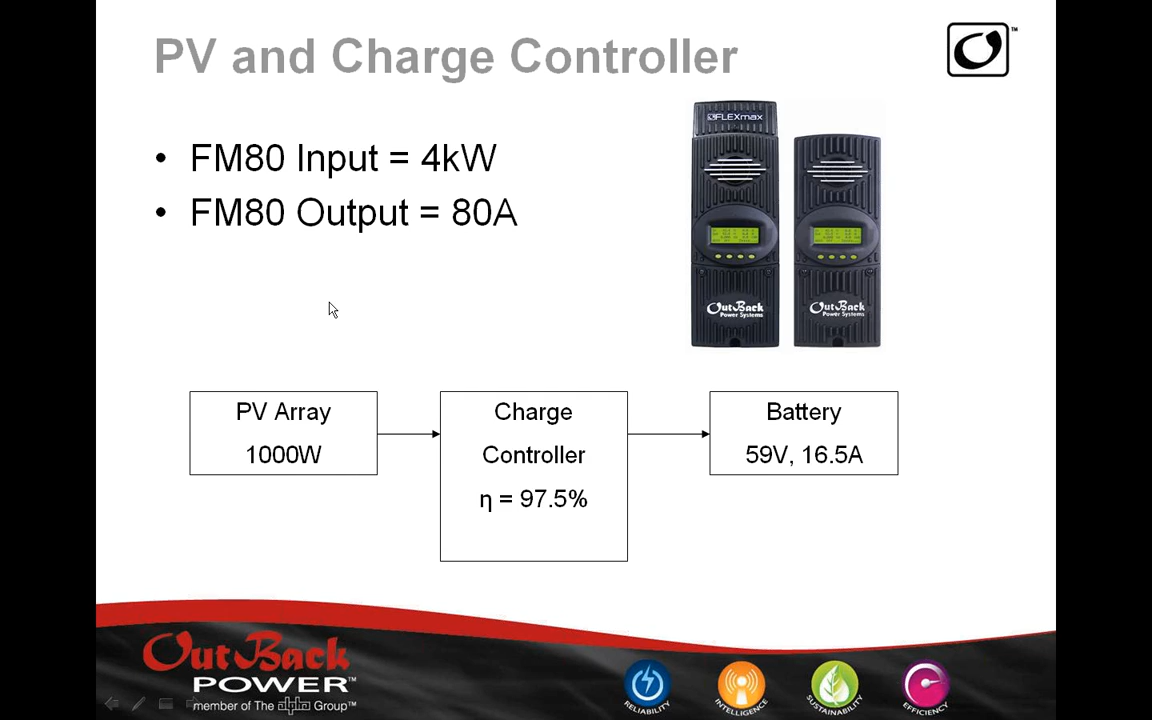 PV and Charge Controller
TM
• FM80 Input = 4kW
• FM80 Output = 80A
FLEXmax
OutBack
Power Systems
OutBack
Power Systems
PV Array
1000W
Charge
Controller
η = 97.5%
Battery
59V, 16.5A
OutBack
POWER™
member of The alpha Group™
RELIABILITY
INTELLIGENCE
SUSTAINABILITY
EFFICIENCY